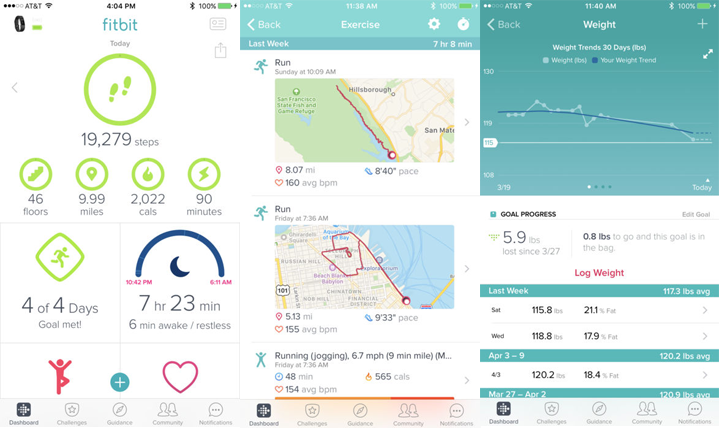 AT&T 4:04 PM 100%
fitbit
Today
19,279 steps
46 floors
9.99 miles
2,022 cals
90 minutes
4 of 4 Days
Goal met!
10:42 PM 6:11 AM
7 hr 23 min
6 min awake / restless
Dashboard Challenges Guidance Community Notifications
AT&T 11:38 AM 100%
Back Exercise
Last Week 7 hr 8 min
Run
Sunday at 10:09 AM
Hillsborough
San Francisco
State Fish and
Game Refuge
San Mate
8.07 mi 8'40" pace
160 avg bpm
Run
Friday at 7:36 AM
Aquarium
of the Bay
Ghirardelli
Square
RUSSIAN HILL
Exploratorium
Beach Blanket
Babylon
NOB HILL
CHINATOWN
FINANCIAL
DISTRICT
101
5.13 mi 9'33" pace
155 avg bpm
Running (jogging), 6.7 mph (9 min mile) (M...
Friday at 7:36 AM
48 min 565 cals
154 avg bpm
Dashboard Challenges Guidance Community Notifications
AT&T 11:40 AM 100%
Back Weight
Weight Trends 30 Days (lbs)
Weight (lbs) Your Weight Trend
130
119
115
108
3/19 Today
GOAL PROGRESS Edit Goal
5.9 lbs
lost since 3/27
0.8 lbs to go and this goal is in
the bag.
Log Weight
Last Week 117.3 lbs avg
Sat 115.8 lbs 21.1 % Fat
Wed 118.8 lbs 17.9 % Fat
Apr 3 – 9 120.2 lbs avg
4/3 120.2 lbs 18.4 % Fat
Mar 27 – Apr 2 120.9 lbs avg
Dashboard Challenges Guidance Community Notifications